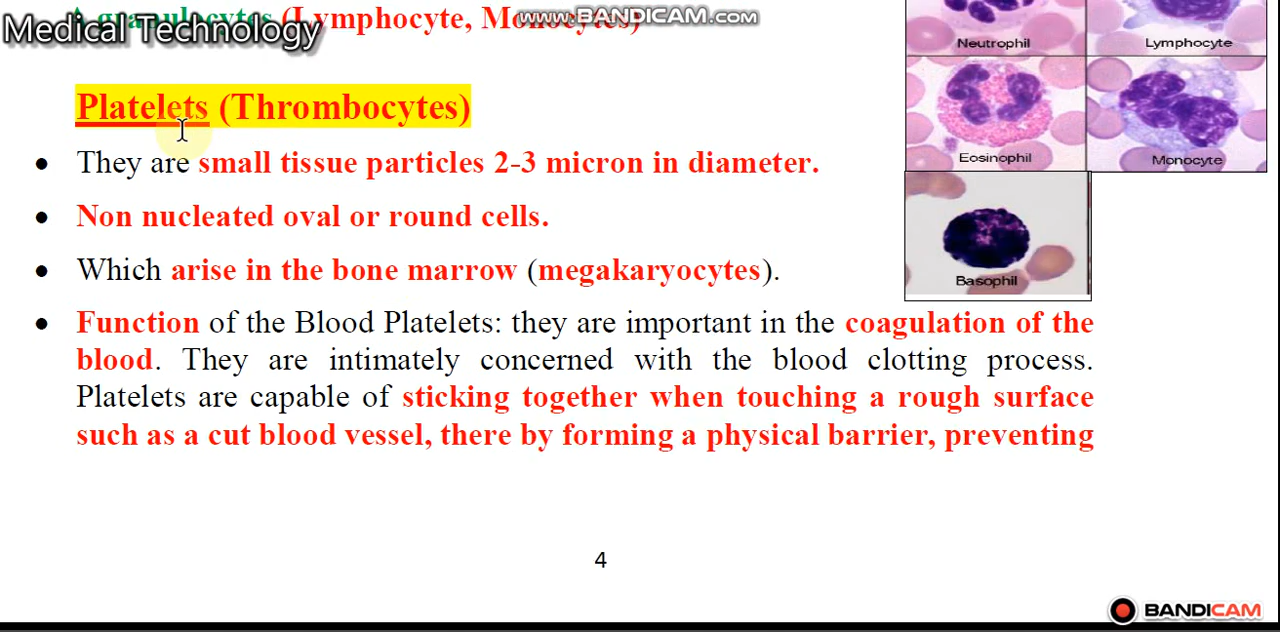 A granulocytes (Lymphocyte, Monocytes)
www.BANDICAM.com
Medical Technology
Neutrophil
Lymphocyte
Platelets (Thrombocytes)
• They are small tissue particles 2-3 micron in diameter.
Eosinophil
Monocyte
• Non nucleated oval or round cells.
• Which arise in the bone marrow (megakaryocytes).
Basophil
• Function of the Blood Platelets: they are important in the coagulation of the
blood. They are intimately concerned with the blood clotting process.
Platelets are capable of sticking together when touching a rough surface
such as a cut blood vessel, there by forming a physical barrier, preventing
4
BANDICAM